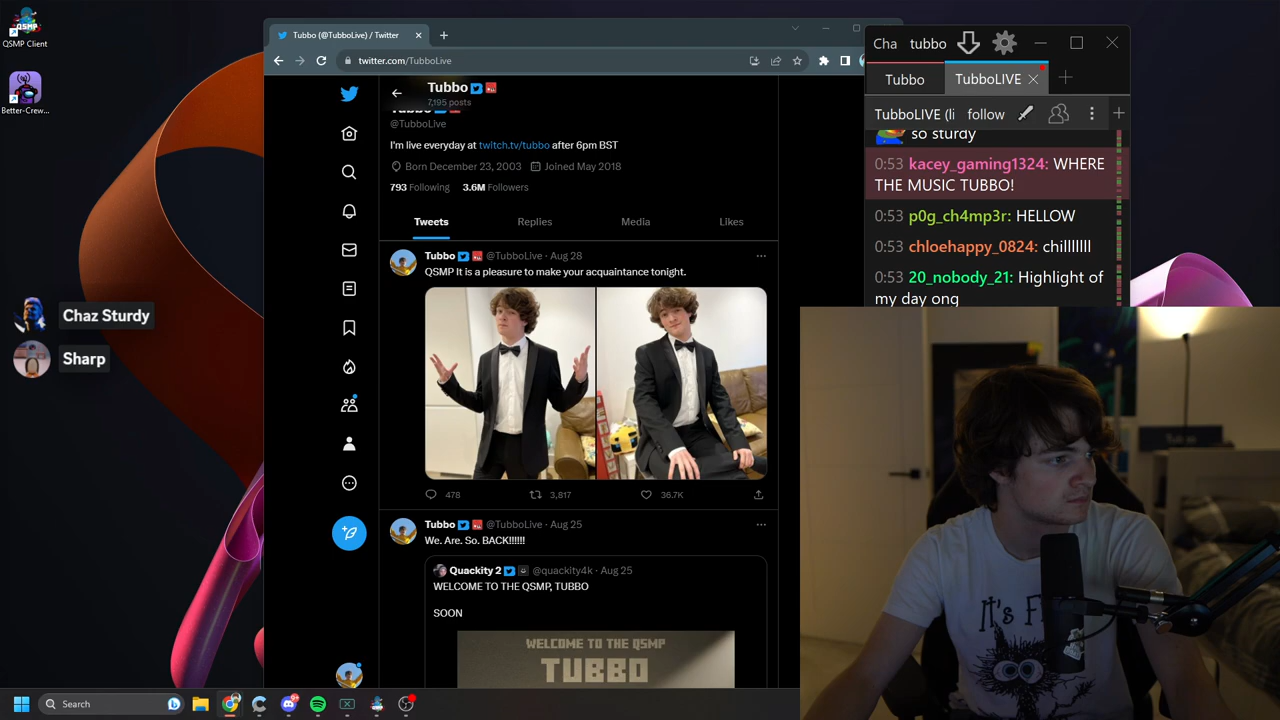 QSMP Client
Better-Crew...
Chaz Sturdy
Sharp
Tubbo (@TubboLive) / Twitter
twitter.com/TubboLive
Tubbo
7,195 posts
@TubboLive
I'm live everyday at twitch.tv/tubbo after 6pm BST
Born December 23, 2003 Joined May 2018
793 Following 3.6M Followers
Tweets Replies Media Likes
Tubbo @TubboLive · Aug 28
QSMP It is a pleasure to make your acquaintance tonight.
478 3,817 36.7K
Tubbo @TubboLive · Aug 25
We. Are. So. BACK!!!!!!
Quackity 2 @quackity4k · Aug 25
WELCOME TO THE QSMP, TUBBO
SOON
WELCOME TO THE QSMP
TUBBO
Cha tubbo
Tubbo TubboLIVE
TubboLIVE (li follow
so sturdy
0:53 kacey_gaming1324: WHERE
THE MUSIC TUBBO!
0:53 p0g_ch4mp3r: HELLOW
0:53 chloehappy_0824: chillllllll
0:53 20_nobody_21: Highlight of
my day ong
Search